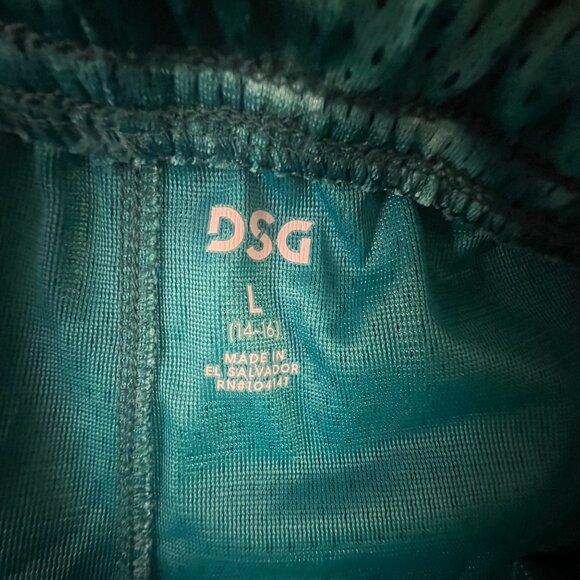 DSG
L
(14-16)
MADE IN
EL SALVADOR
RN#104147